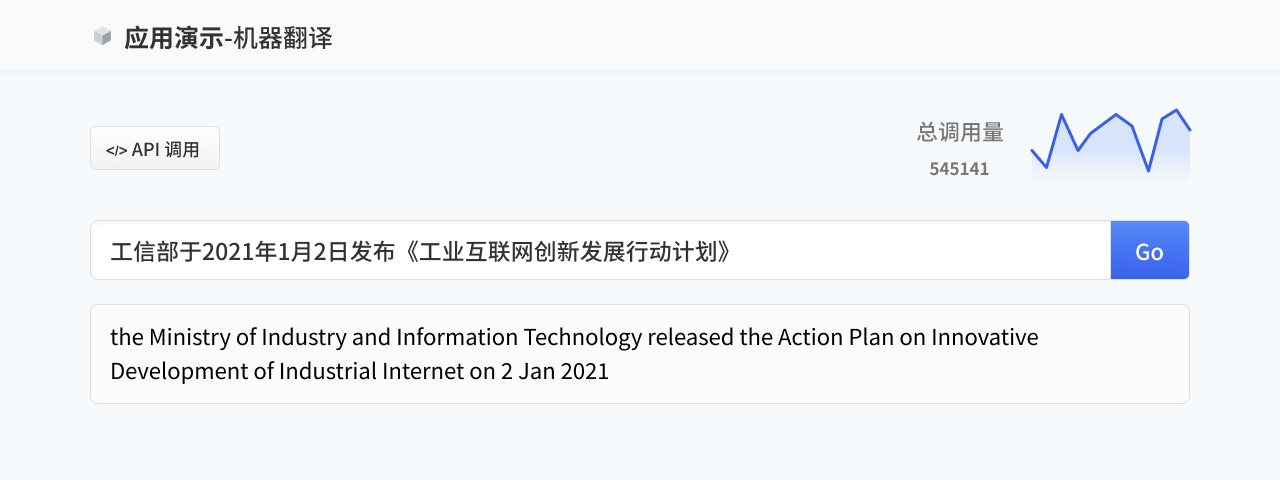 应用演示-机器翻译
</> API 调用
总调用量
545141
工信部于2021年1月2日发布《工业互联网创新发展行动计划》
Go
the Ministry of Industry and Information Technology released the Action Plan on Innovative
Development of Industrial Internet on 2 Jan 2021